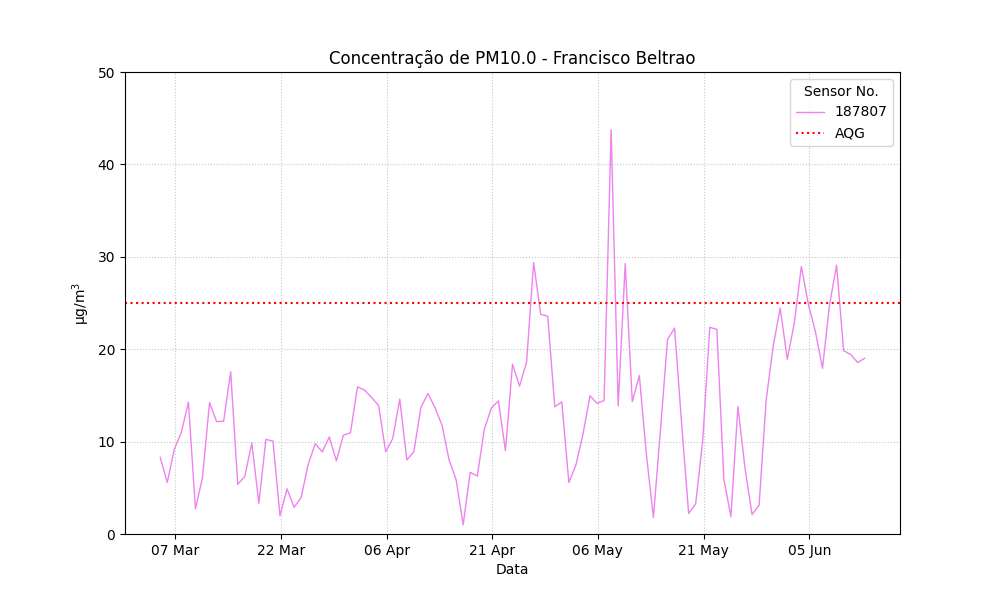 Concentração de PM10.0 - Francisco Beltrao
50
40
30
20
10
0
µg/m³
Sensor No.
187807
AQG
07 Mar 22 Mar 06 Apr 21 Apr 06 May 21 May 05 Jun
Data